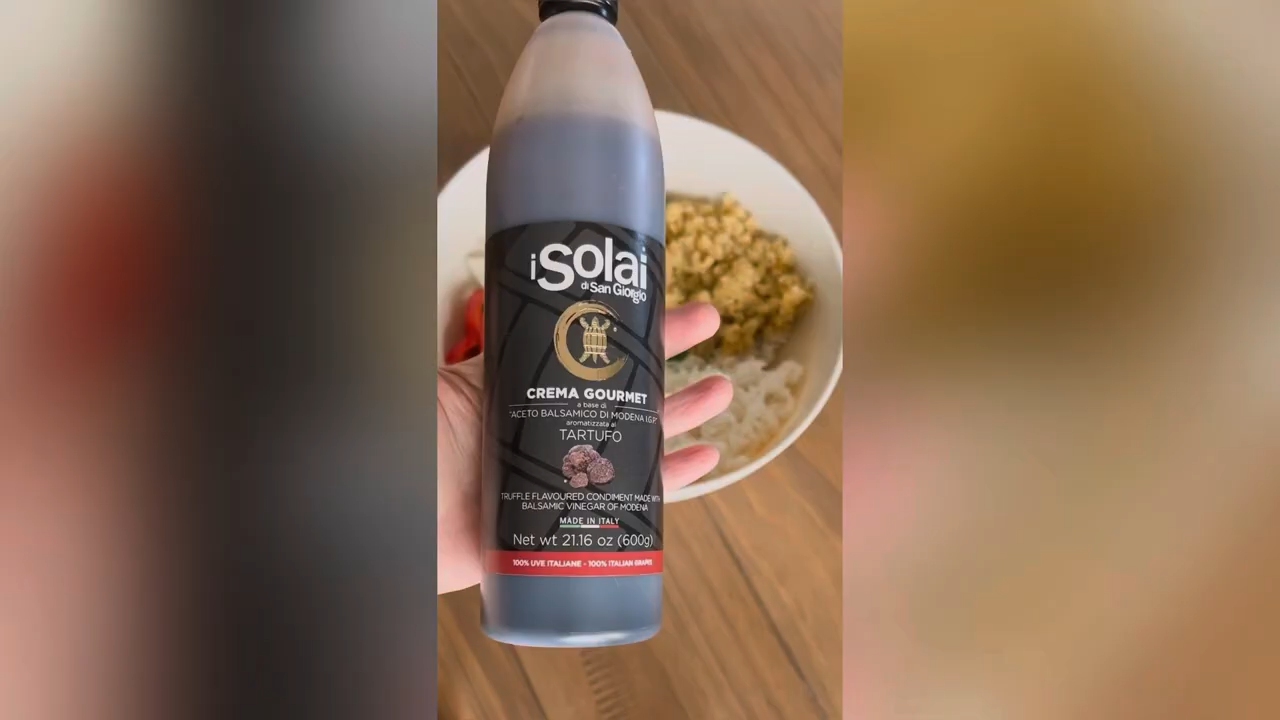 iSolai
di San Giorgio
CREMA GOURMET
a base di
"ACETO BALSAMICO DI MODENA I.G.P."
aromatizzata al
TARTUFO
TRUFFLE FLAVOURED CONDIMENT MADE WITH
BALSAMIC VINEGAR OF MODENA
MADE IN ITALY
Net wt 21.16 oz (600g)
100% UVE ITALIANE - 100% ITALIAN GRAPES